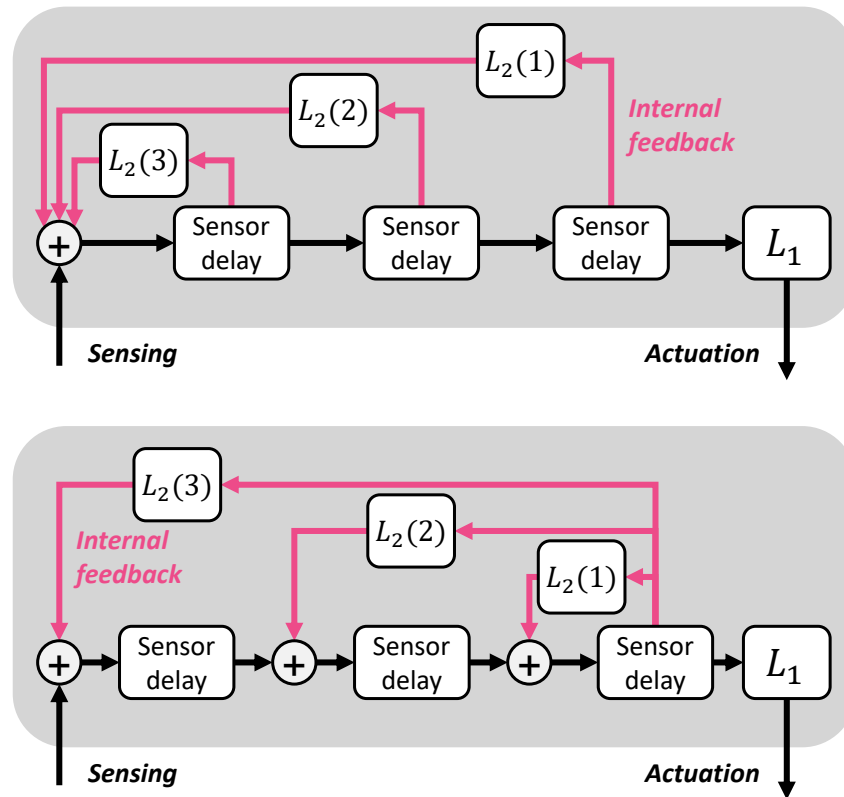 L₂(1)
L₂(2)
Internal
feedback
L₂(3)
Sensor
delay
Sensor
delay
Sensor
delay
L₁
+
Sensing
Actuation
L₂(3)
L₂(2)
Internal
feedback
L₂(1)
+
Sensor
delay
+
Sensor
delay
+
Sensor
delay
L₁
Sensing
Actuation